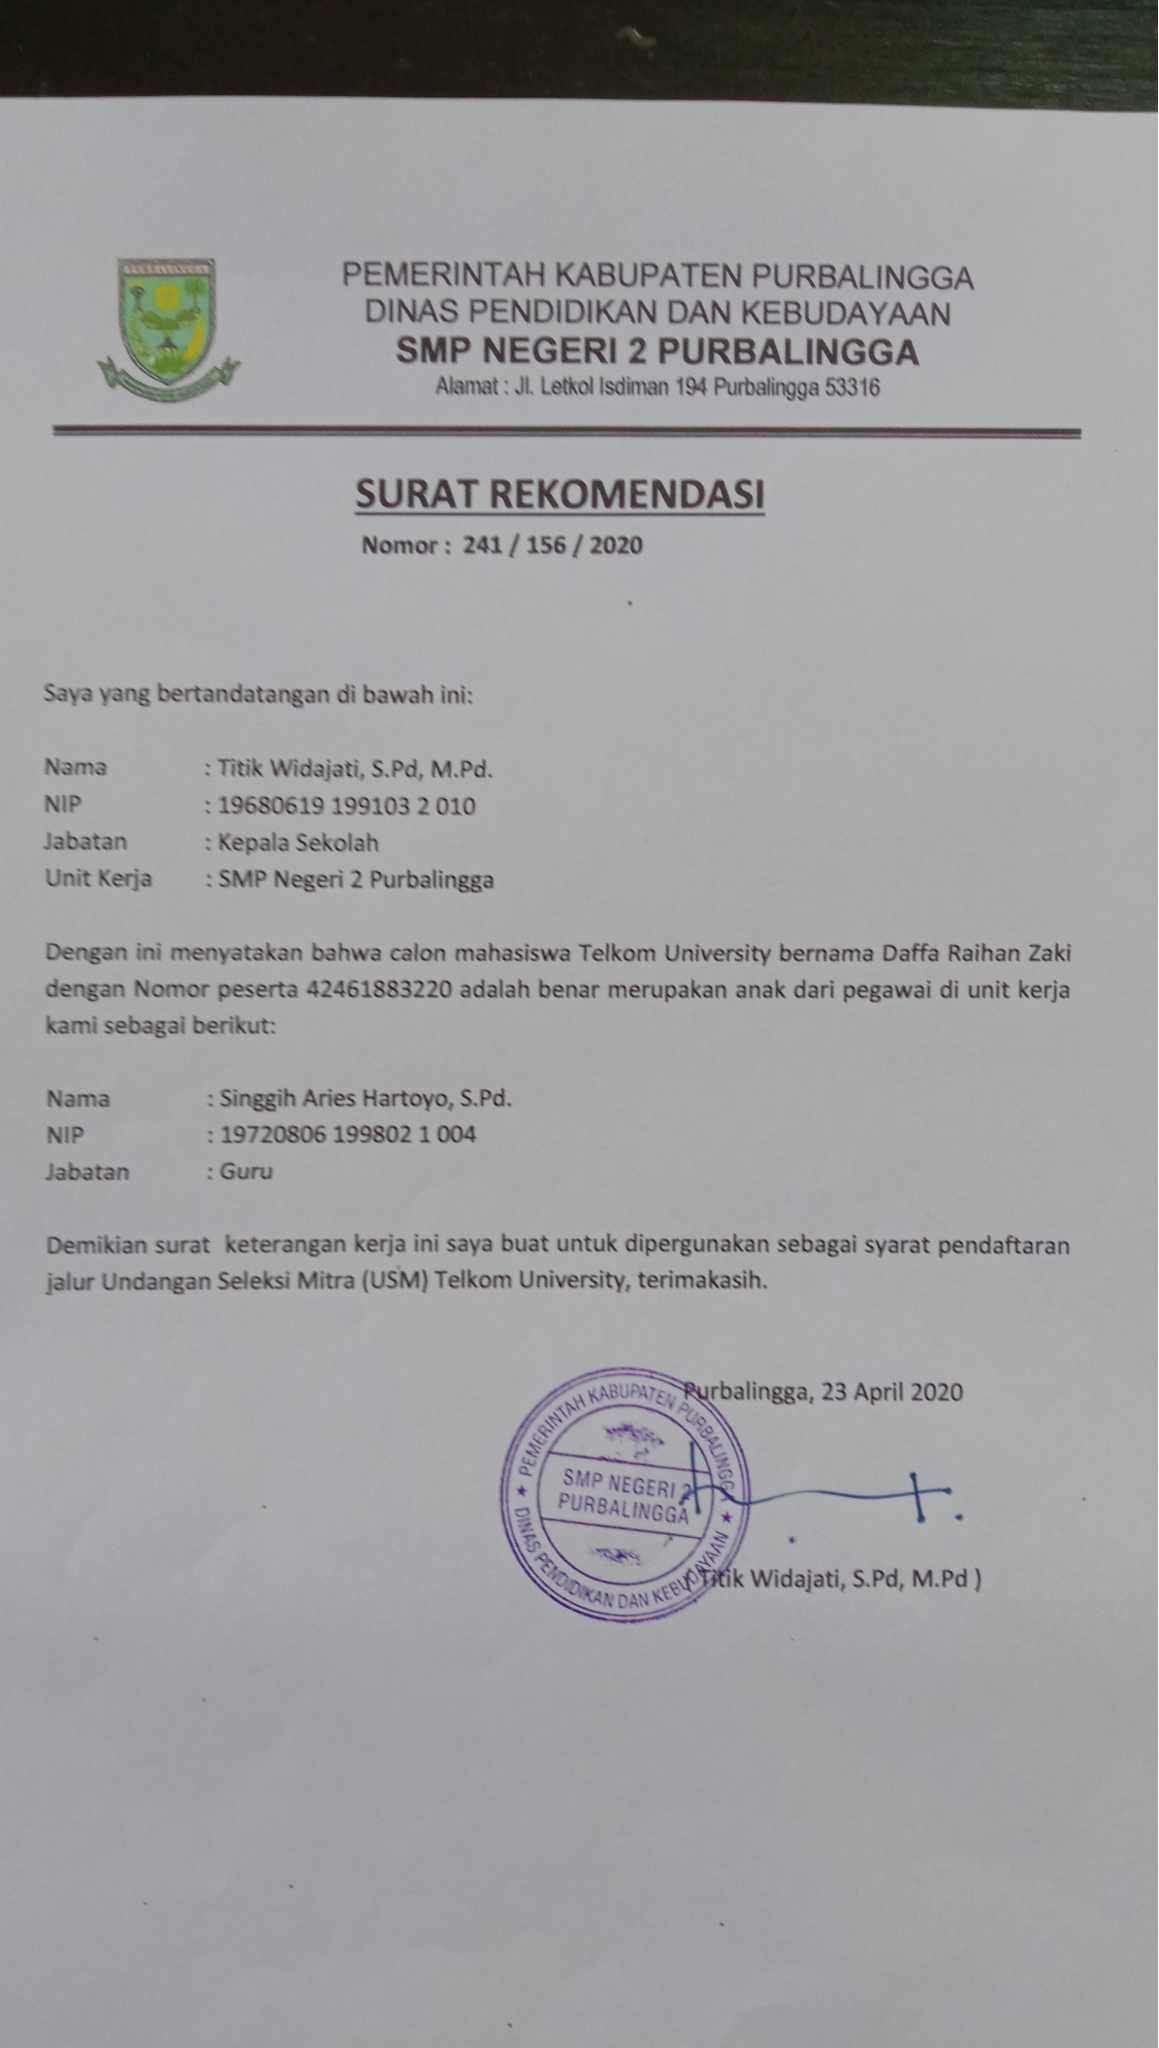 PEMERINTAH KABUPATEN PURBALINGGA
DINAS PENDIDIKAN DAN KEBUDAYAAN
SMP NEGERI 2 PURBALINGGA
Alamat : Jl. Letkol Isdiman 194 Purbalingga 53316
SURAT REKOMENDASI
Nomor : 241 / 156 / 2020
Saya yang bertandatangan di bawah ini:
Nama : Titik Widajati, S.Pd, M.Pd.
NIP : 19680619 199103 2 010
Jabatan : Kepala Sekolah
Unit Kerja : SMP Negeri 2 Purbalingga
Dengan ini menyatakan bahwa calon mahasiswa Telkom University bernama Daffa Raihan Zaki
dengan Nomor peserta 42461883220 adalah benar merupakan anak dari pegawai di unit kerja
kami sebagai berikut:
Nama : Singgih Aries Hartoyo, S.Pd.
NIP : 19720806 199802 1 004
Jabatan : Guru
Demikian surat keterangan kerja ini saya buat untuk dipergunakan sebagai syarat pendaftaran
jalur Undangan Seleksi Mitra (USM) Telkom University, terimakasih.
Purbalingga, 23 April 2020
PEMERINTAH KABUPATEN PURBALINGGA
SMP NEGERI 2
PURBALINGGA
DINAS PENDIDIKAN DAN KEBUDAYAAN
( Titik Widajati, S.Pd, M.Pd )